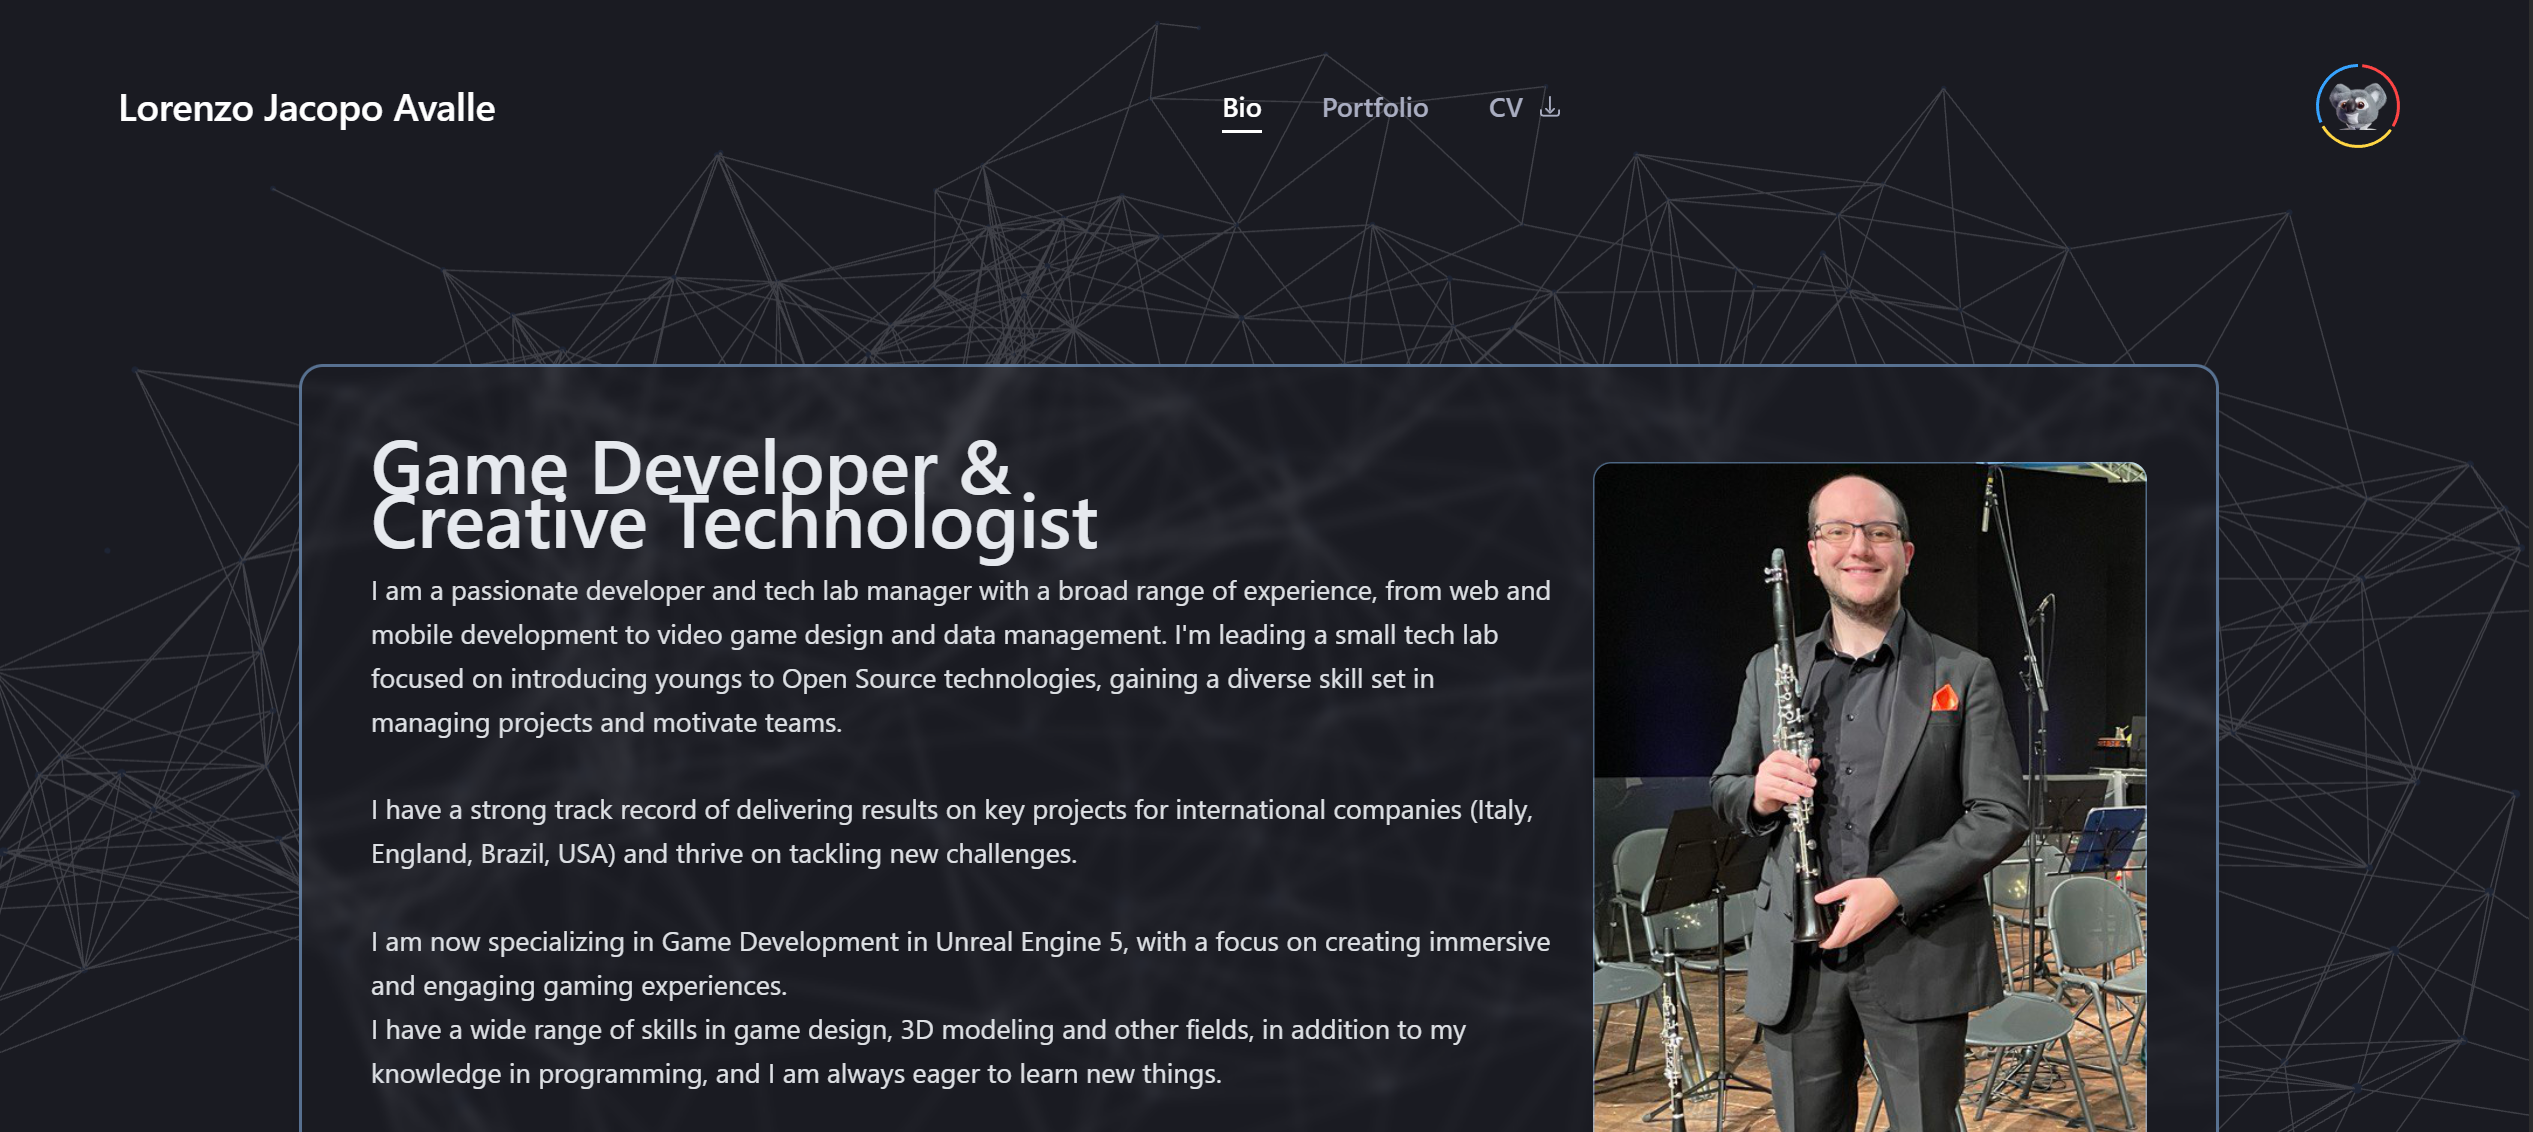 Lorenzo Jacopo Avalle
Bio
Portfolio
CV
Game Developer &
Creative Technologist
I am a passionate developer and tech lab manager with a broad range of experience, from web and
mobile development to video game design and data management. I'm leading a small tech lab
focused on introducing youngs to Open Source technologies, gaining a diverse skill set in
managing projects and motivate teams.
I have a strong track record of delivering results on key projects for international companies (Italy,
England, Brazil, USA) and thrive on tackling new challenges.
I am now specializing in Game Development in Unreal Engine 5, with a focus on creating immersive
and engaging gaming experiences.
I have a wide range of skills in game design, 3D modeling and other fields, in addition to my
knowledge in programming, and I am always eager to learn new things.